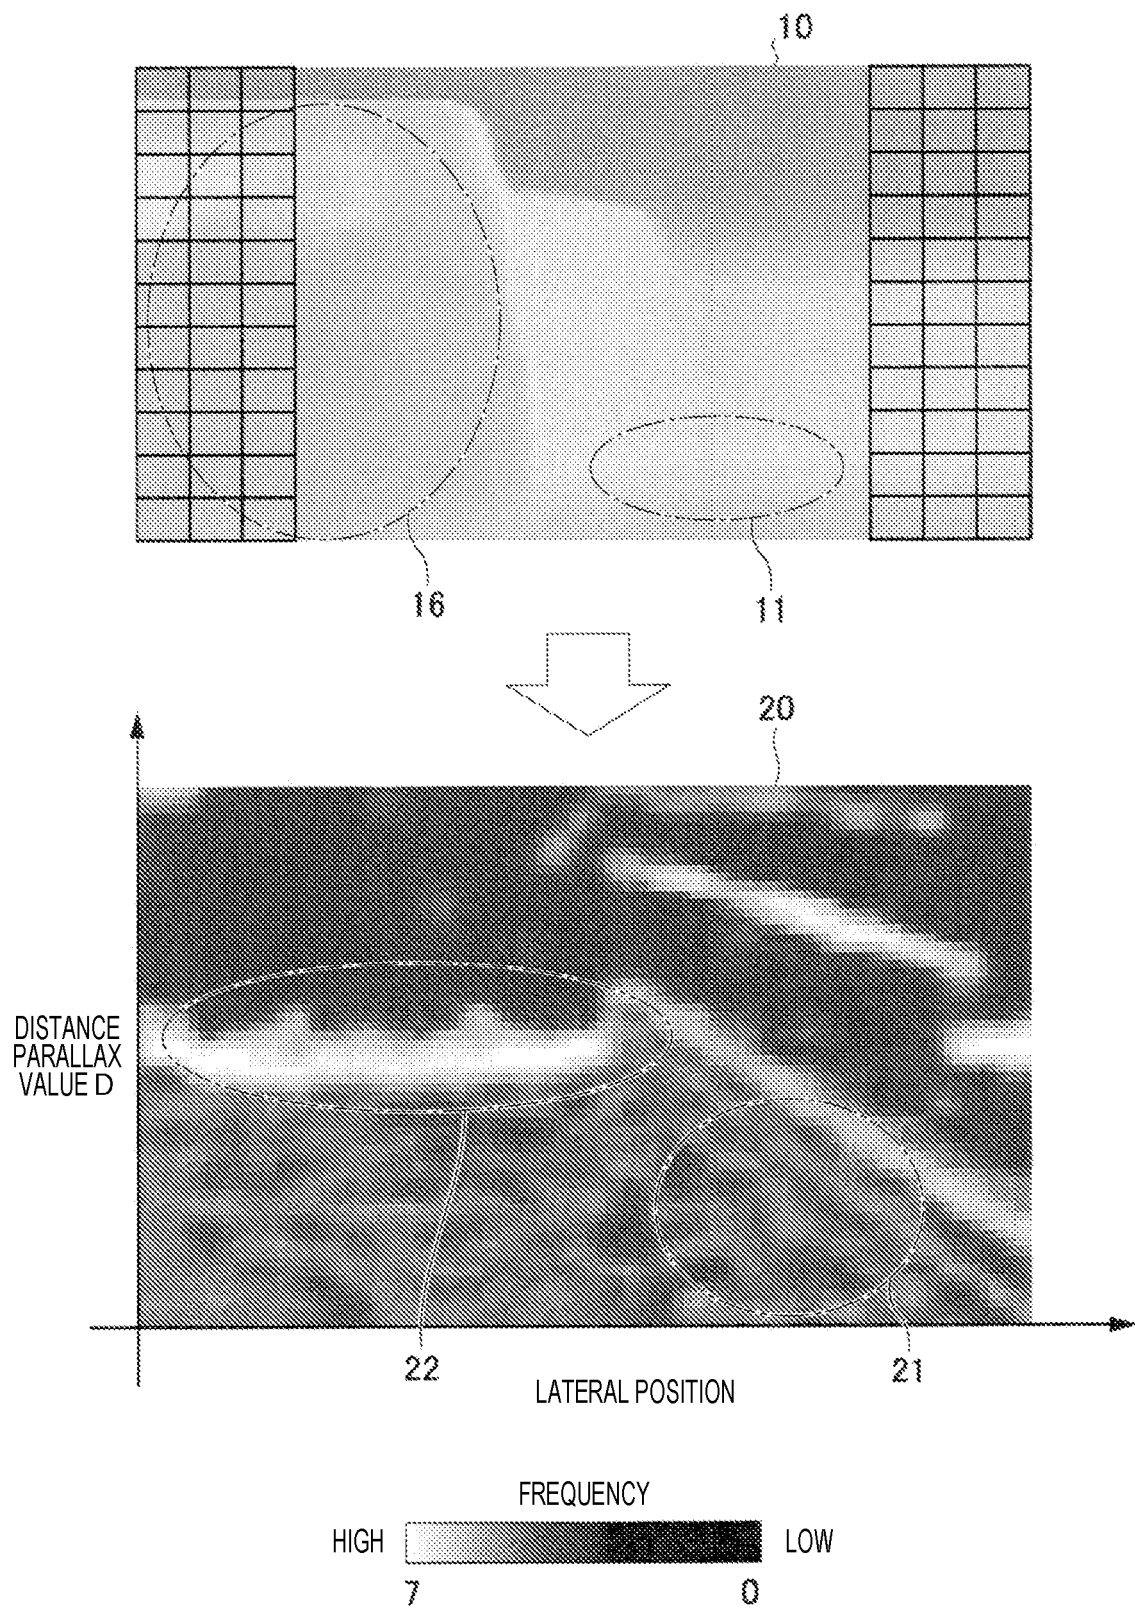 10
16
11
20
DISTANCE
PARALLAX
VALUE D
22
21
LATERAL POSITION
FREQUENCY
HIGH
LOW
7
0